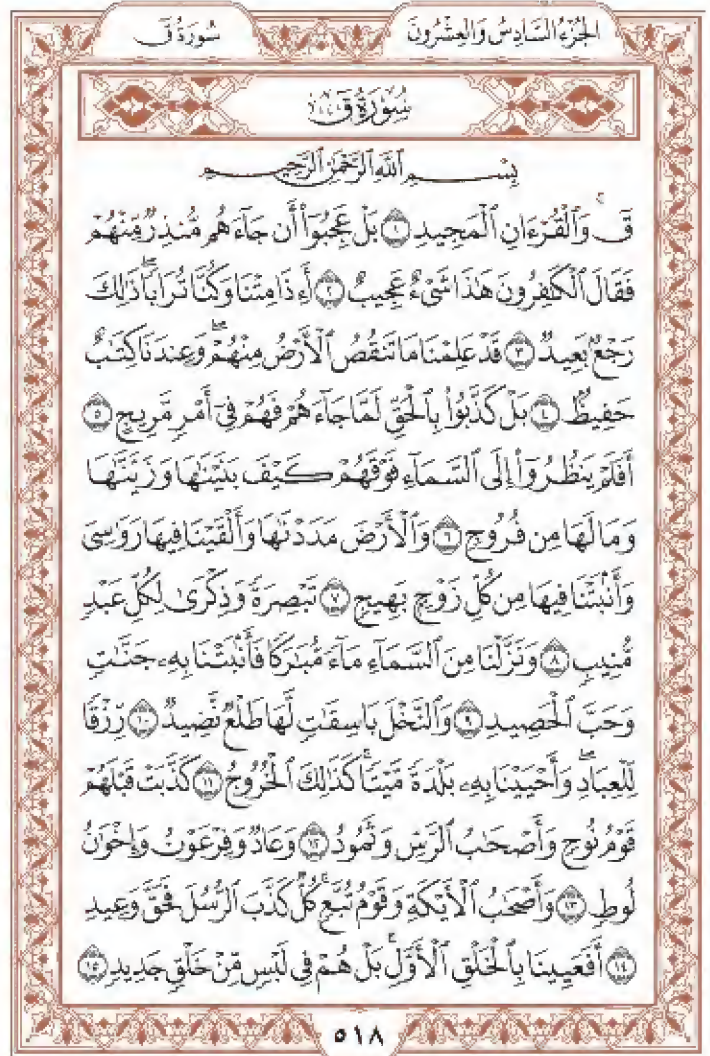 الجُزْءُ السَّادِسُ وَالعِشْرُونَ سُورَةُ قٓ
سُورَةُ قٓ
بِسۡمِ ٱللَّهِ ٱلرَّحۡمَٰنِ ٱلرَّحِيمِ
قٓۚ وَٱلۡقُرۡءَانِ ٱلۡمَجِيدِ ١ بَلۡ عَجِبُوٓاْ أَن جَآءَهُم مُّنذِرٞ مِّنۡهُمۡ
فَقَالَ ٱلۡكَٰفِرُونَ هَٰذَا شَيۡءٌ عَجِيبٌ ٢ أَءِذَا مِتۡنَا وَكُنَّا تُرَابٗاۖ ذَٰلِكَ
رَجۡعُۢ بَعِيدٞ ٣ قَدۡ عَلِمۡنَا مَا تَنقُصُ ٱلۡأَرۡضُ مِنۡهُمۡۖ وَعِندَنَا كِتَٰبٌ
حَفِيظُۢ ٤ بَلۡ كَذَّبُواْ بِٱلۡحَقِّ لَمَّا جَآءَهُمۡ فَهُمۡ فِيٓ أَمۡرٖ مَّرِيجٍ ٥
أَفَلَمۡ يَنظُرُوٓاْ إِلَى ٱلسَّمَآءِ فَوۡقَهُمۡ كَيۡفَ بَنَيۡنَٰهَا وَزَيَّنَّٰهَا
وَمَا لَهَا مِن فُرُوجٖ ٦ وَٱلۡأَرۡضَ مَدَدۡنَٰهَا وَأَلۡقَيۡنَا فِيهَا رَوَٰسِيَ
وَأَنۢبَتۡنَا فِيهَا مِن كُلِّ زَوۡجِۭ بَهِيجٖ ٧ تَبۡصِرَةٗ وَذِكۡرَىٰ لِكُلِّ عَبۡدٖ
مُّنِيبٖ ٨ وَنَزَّلۡنَا مِنَ ٱلسَّمَآءِ مَآءٗ مُّبَٰرَكٗا فَأَنۢبَتۡنَا بِهِۦ جَنَّٰتٖ
وَحَبَّ ٱلۡحَصِيدِ ٩ وَٱلنَّخۡلَ بَاسِقَٰتٖ لَّهَا طَلۡعٞ نَّضِيدٞ ١٠ رِّزۡقٗا
لِّلۡعِبَادِۖ وَأَحۡيَيۡنَا بِهِۦ بَلۡدَةٗ مَّيۡتٗاۚ كَذَٰلِكَ ٱلۡخُرُوجُ ١١ كَذَّبَتۡ قَبۡلَهُمۡ
قَوۡمُ نُوحٖ وَأَصۡحَٰبُ ٱلرَّسِّ وَثَمُودُ ١٢ وَعَادٞ وَفِرۡعَوۡنُ وَإِخۡوَٰنُ
لُوطٖ ١٣ وَأَصۡحَٰبُ ٱلۡأَيۡكَةِ وَقَوۡمُ تُبَّعٖۚ كُلّٞ كَذَّبَ ٱلرُّسُلَ فَحَقَّ وَعِيدِ
١٤ أَفَعَيِينَا بِٱلۡخَلۡقِ ٱلۡأَوَّلِۚ بَلۡ هُمۡ فِي لَبۡسٖ مِّنۡ خَلۡقٖ جَدِيدٖ ١٥
٥١٨